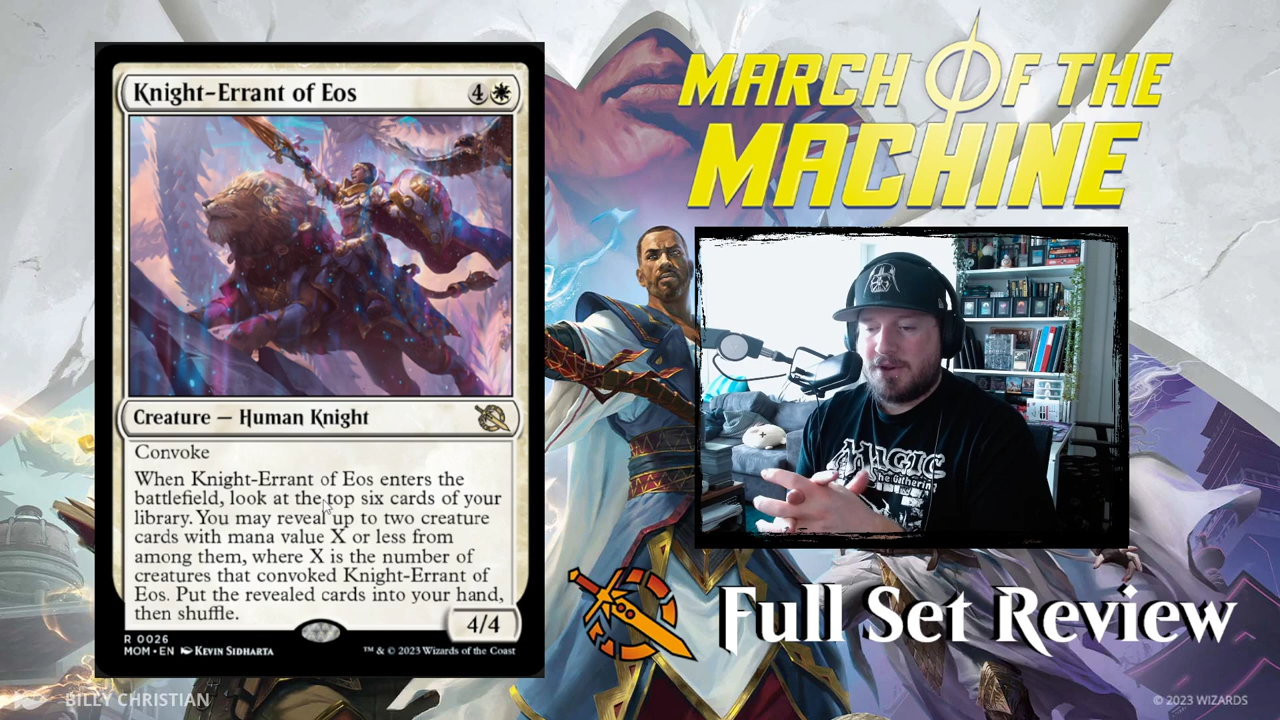 Knight-Errant of Eos
4
Creature — Human Knight
Convoke
When Knight-Errant of Eos enters the
battlefield, look at the top six cards of your
library. You may reveal up to two creature
cards with mana value X or less from
among them, where X is the number of
creatures that convoked Knight-Errant of
Eos. Put the revealed cards into your hand,
then shuffle.
4/4
R 0026
MOM • EN KEVIN SIDHARTA
™ & © 2023 Wizards of the Coast
BILLY CHRISTIAN
MARCH OF THE
MACHINE
MAGIC
The Gathering
Full Set Review
© 2023 WIZARDS